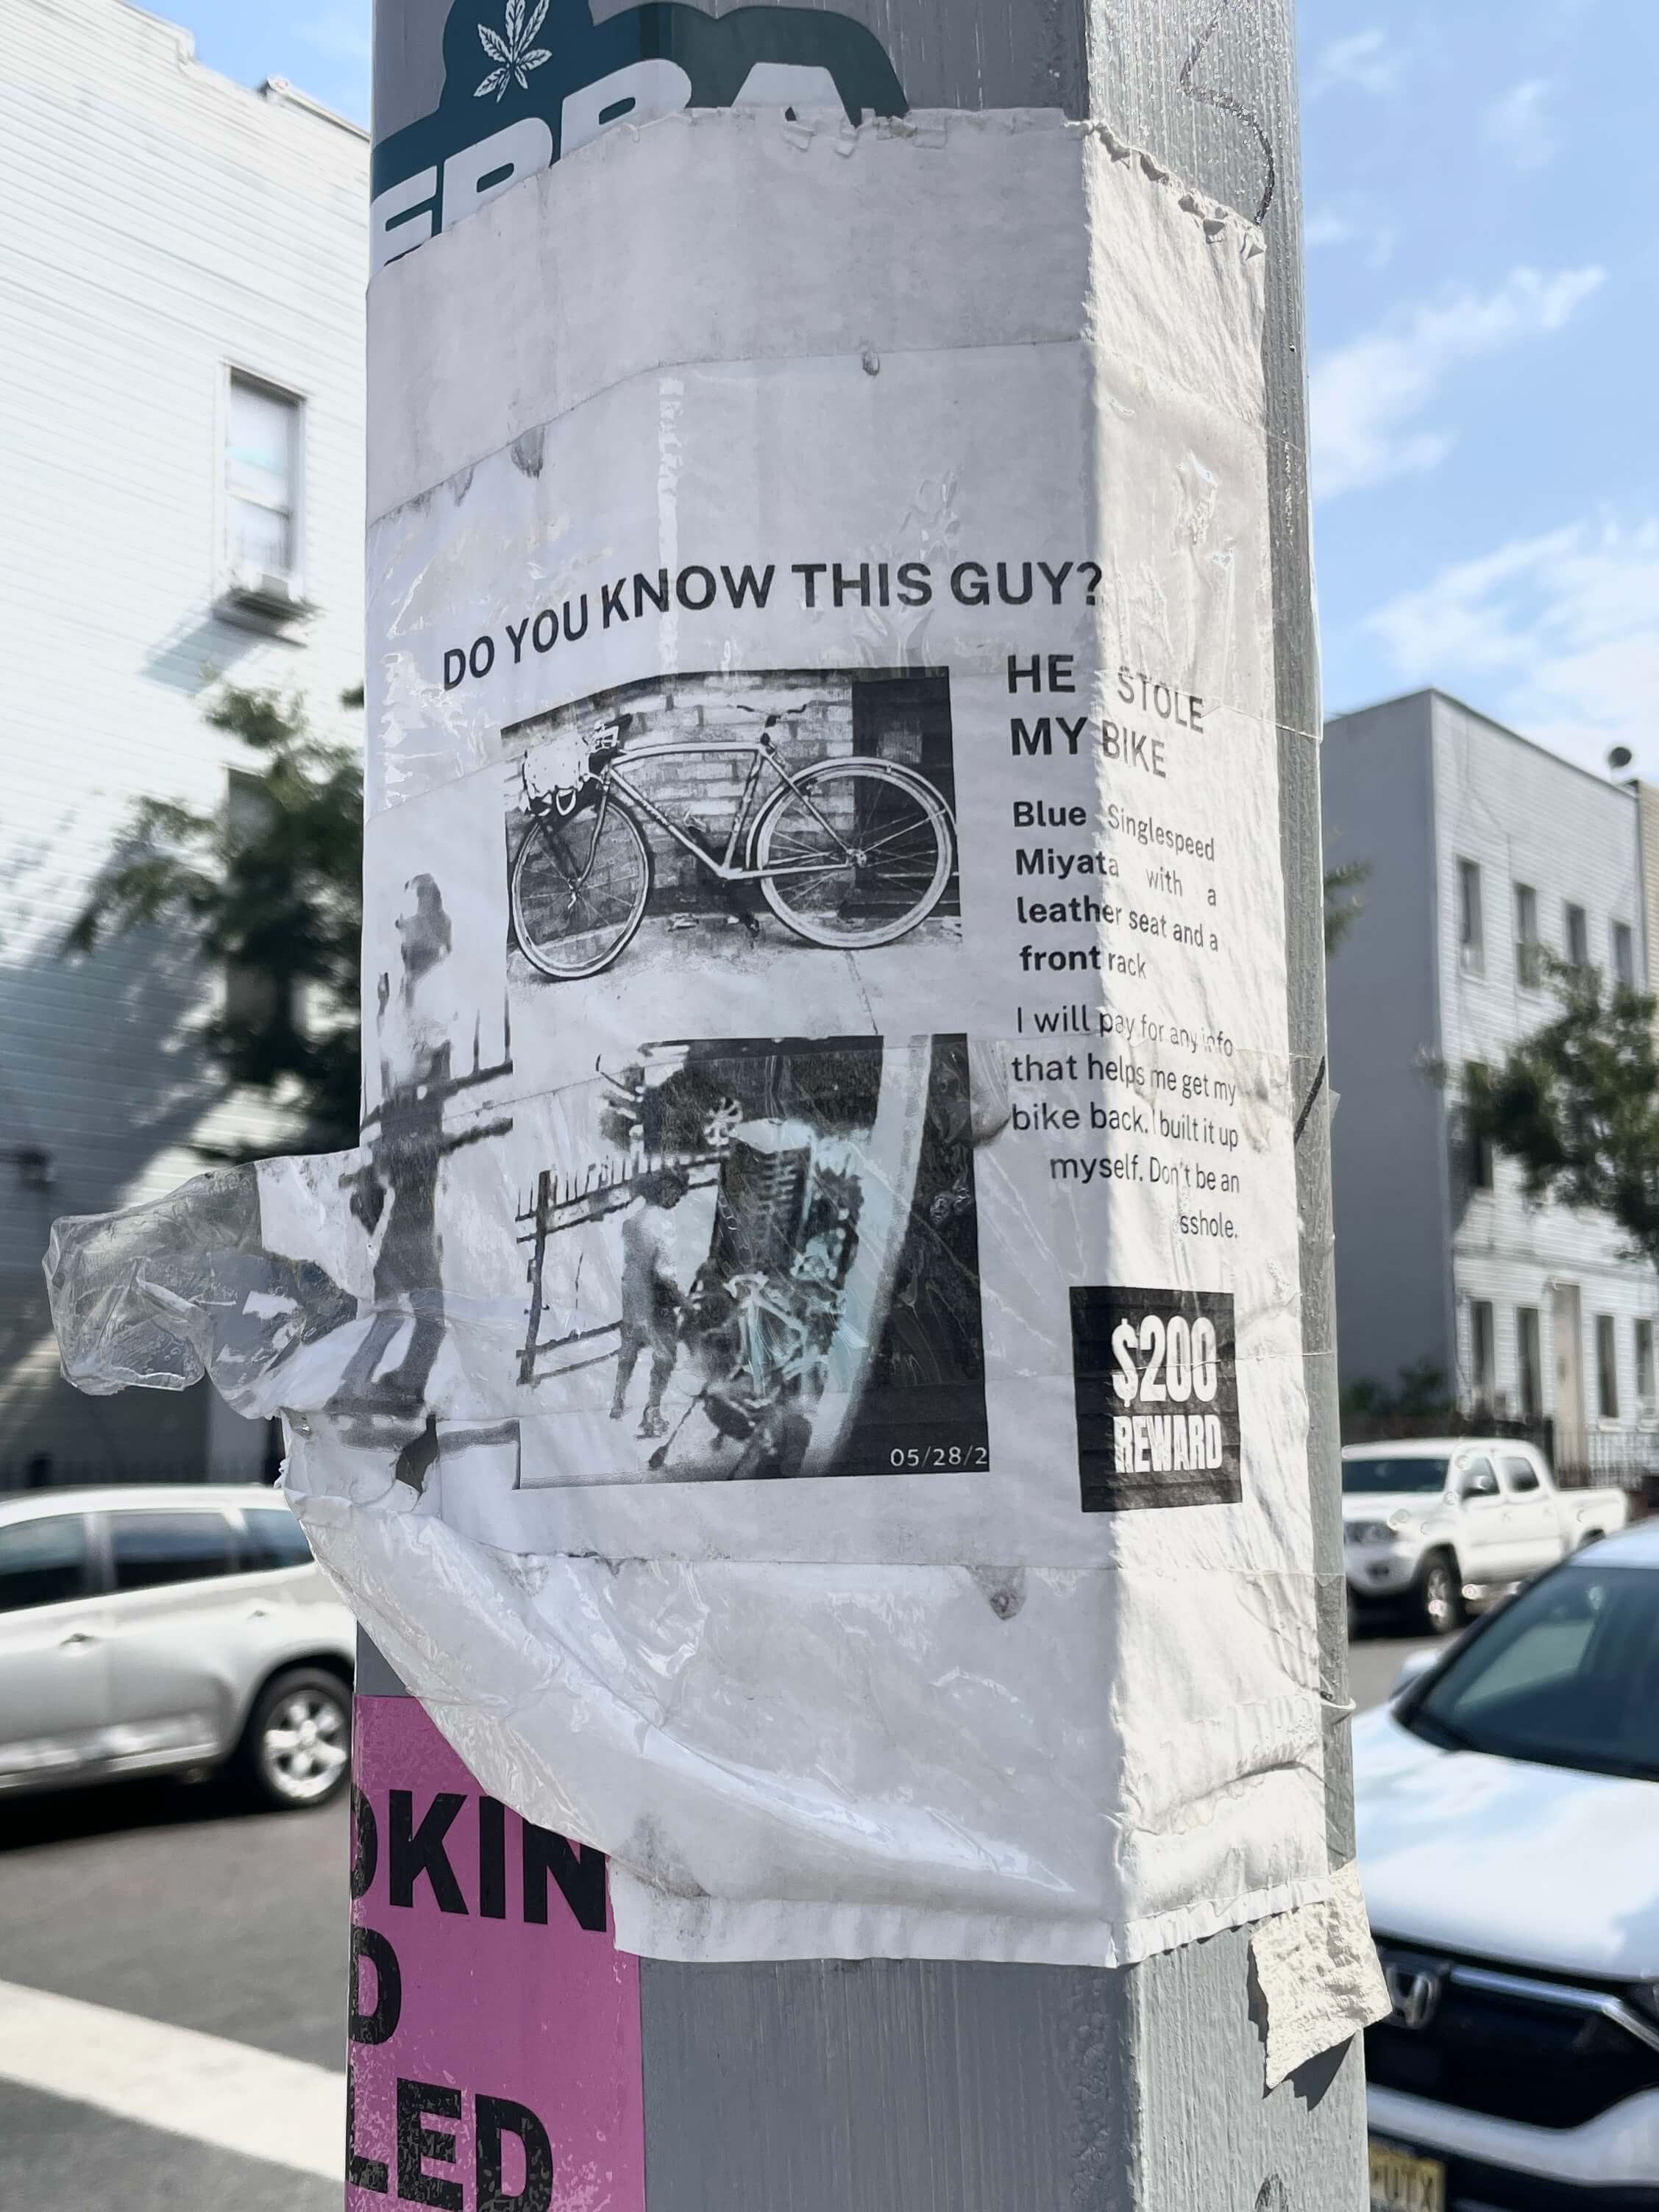 ERBA
DO YOU KNOW THIS GUY?
HE STOLE
MY BIKE
Blue Singlespeed
Miyata with a
leather seat and a
front rack
I will pay for any info
that helps me get my
bike back. I built it up
myself. Don't be an
sshole.
05/28/2
$200
REWARD
OKIN
D
LED